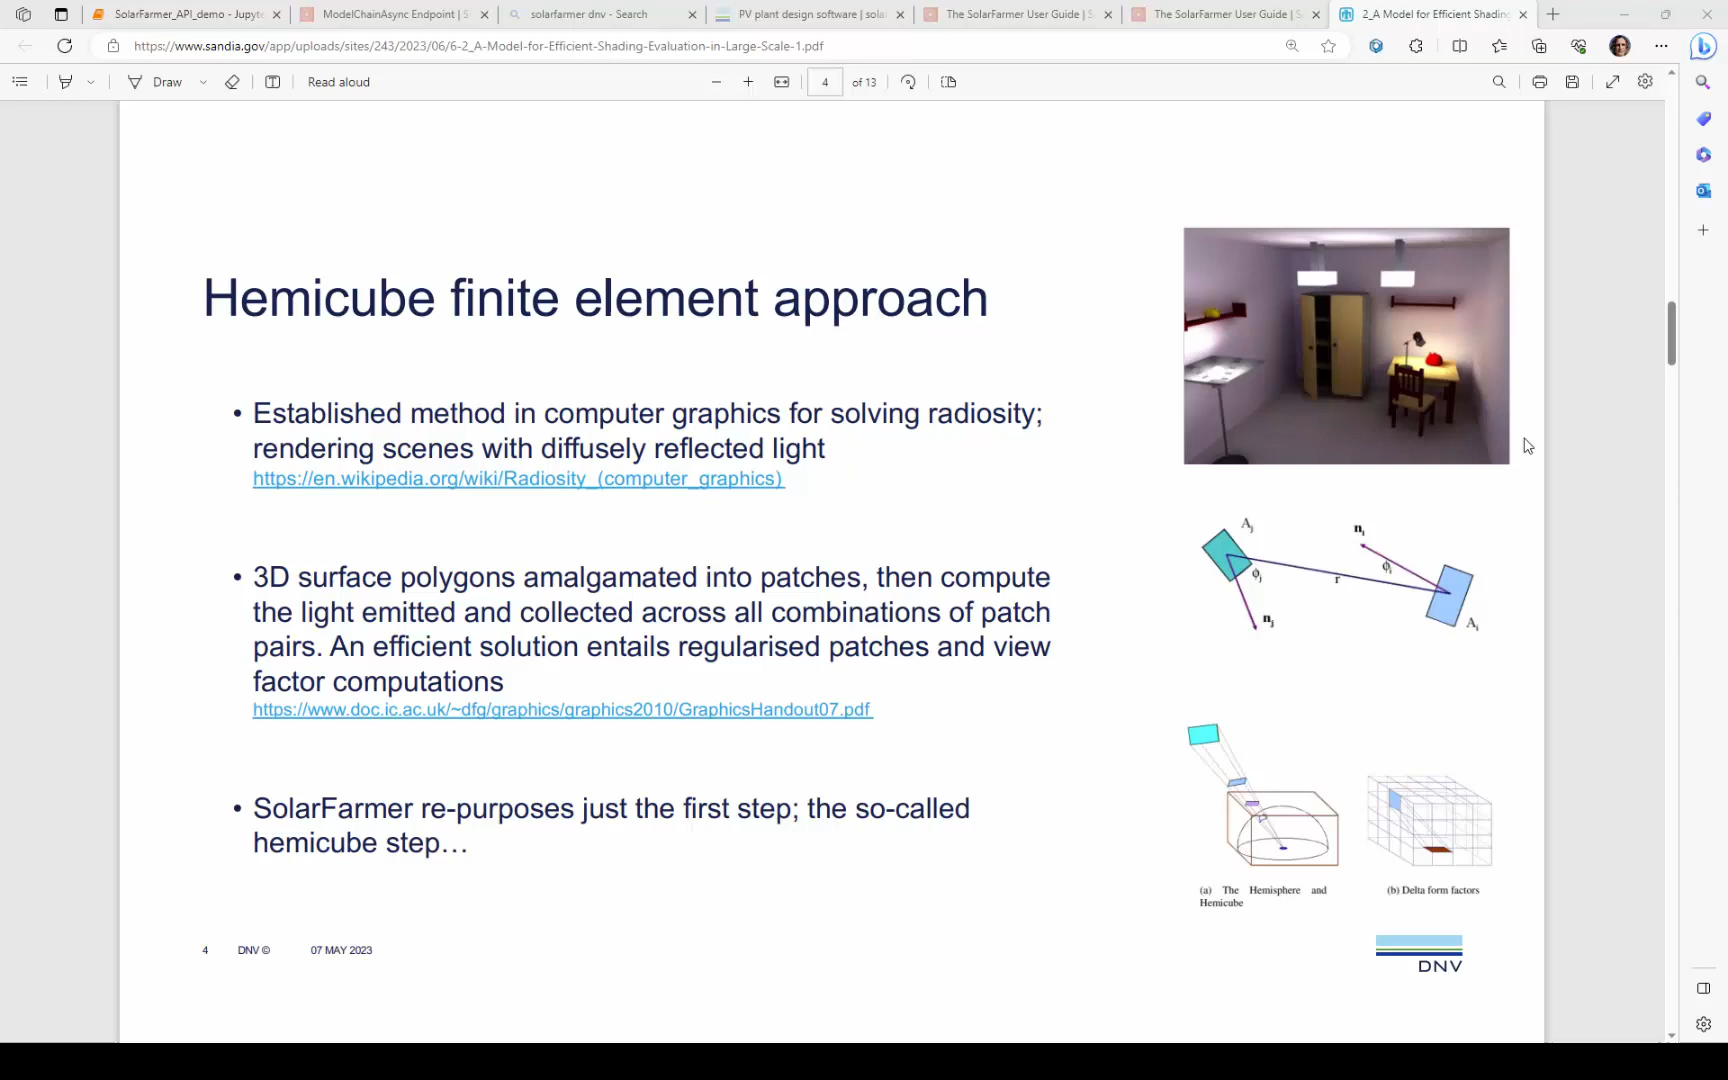 SolarFarmer_API_demo - Jupyte
ModelChainAsync Endpoint | S
solarfarmer dnv - Search
PV plant design software | sola
The SolarFarmer User Guide | S
The SolarFarmer User Guide | S
2_A Model for Efficient Shading
https://www.sandia.gov/app/uploads/sites/243/2023/06/6-2_A-Model-for-Efficient-Shading-Evaluation-in-Large-Scale-1.pdf
Draw
Read aloud
4 of 13
Hemicube finite element approach
• Established method in computer graphics for solving radiosity;
rendering scenes with diffusely reflected light
https://en.wikipedia.org/wiki/Radiosity_(computer_graphics)
• 3D surface polygons amalgamated into patches, then compute
the light emitted and collected across all combinations of patch
pairs. An efficient solution entails regularised patches and view
factor computations
https://www.doc.ic.ac.uk/~dfg/graphics/graphics2010/GraphicsHandout07.pdf
• SolarFarmer re-purposes just the first step; the so-called
hemicube step…
Aj
ni
ϕj
r
ϕi
nj
Ai
(a) The Hemisphere and
Hemicube
(b) Delta form factors
4 DNV © 07 MAY 2023
DNV